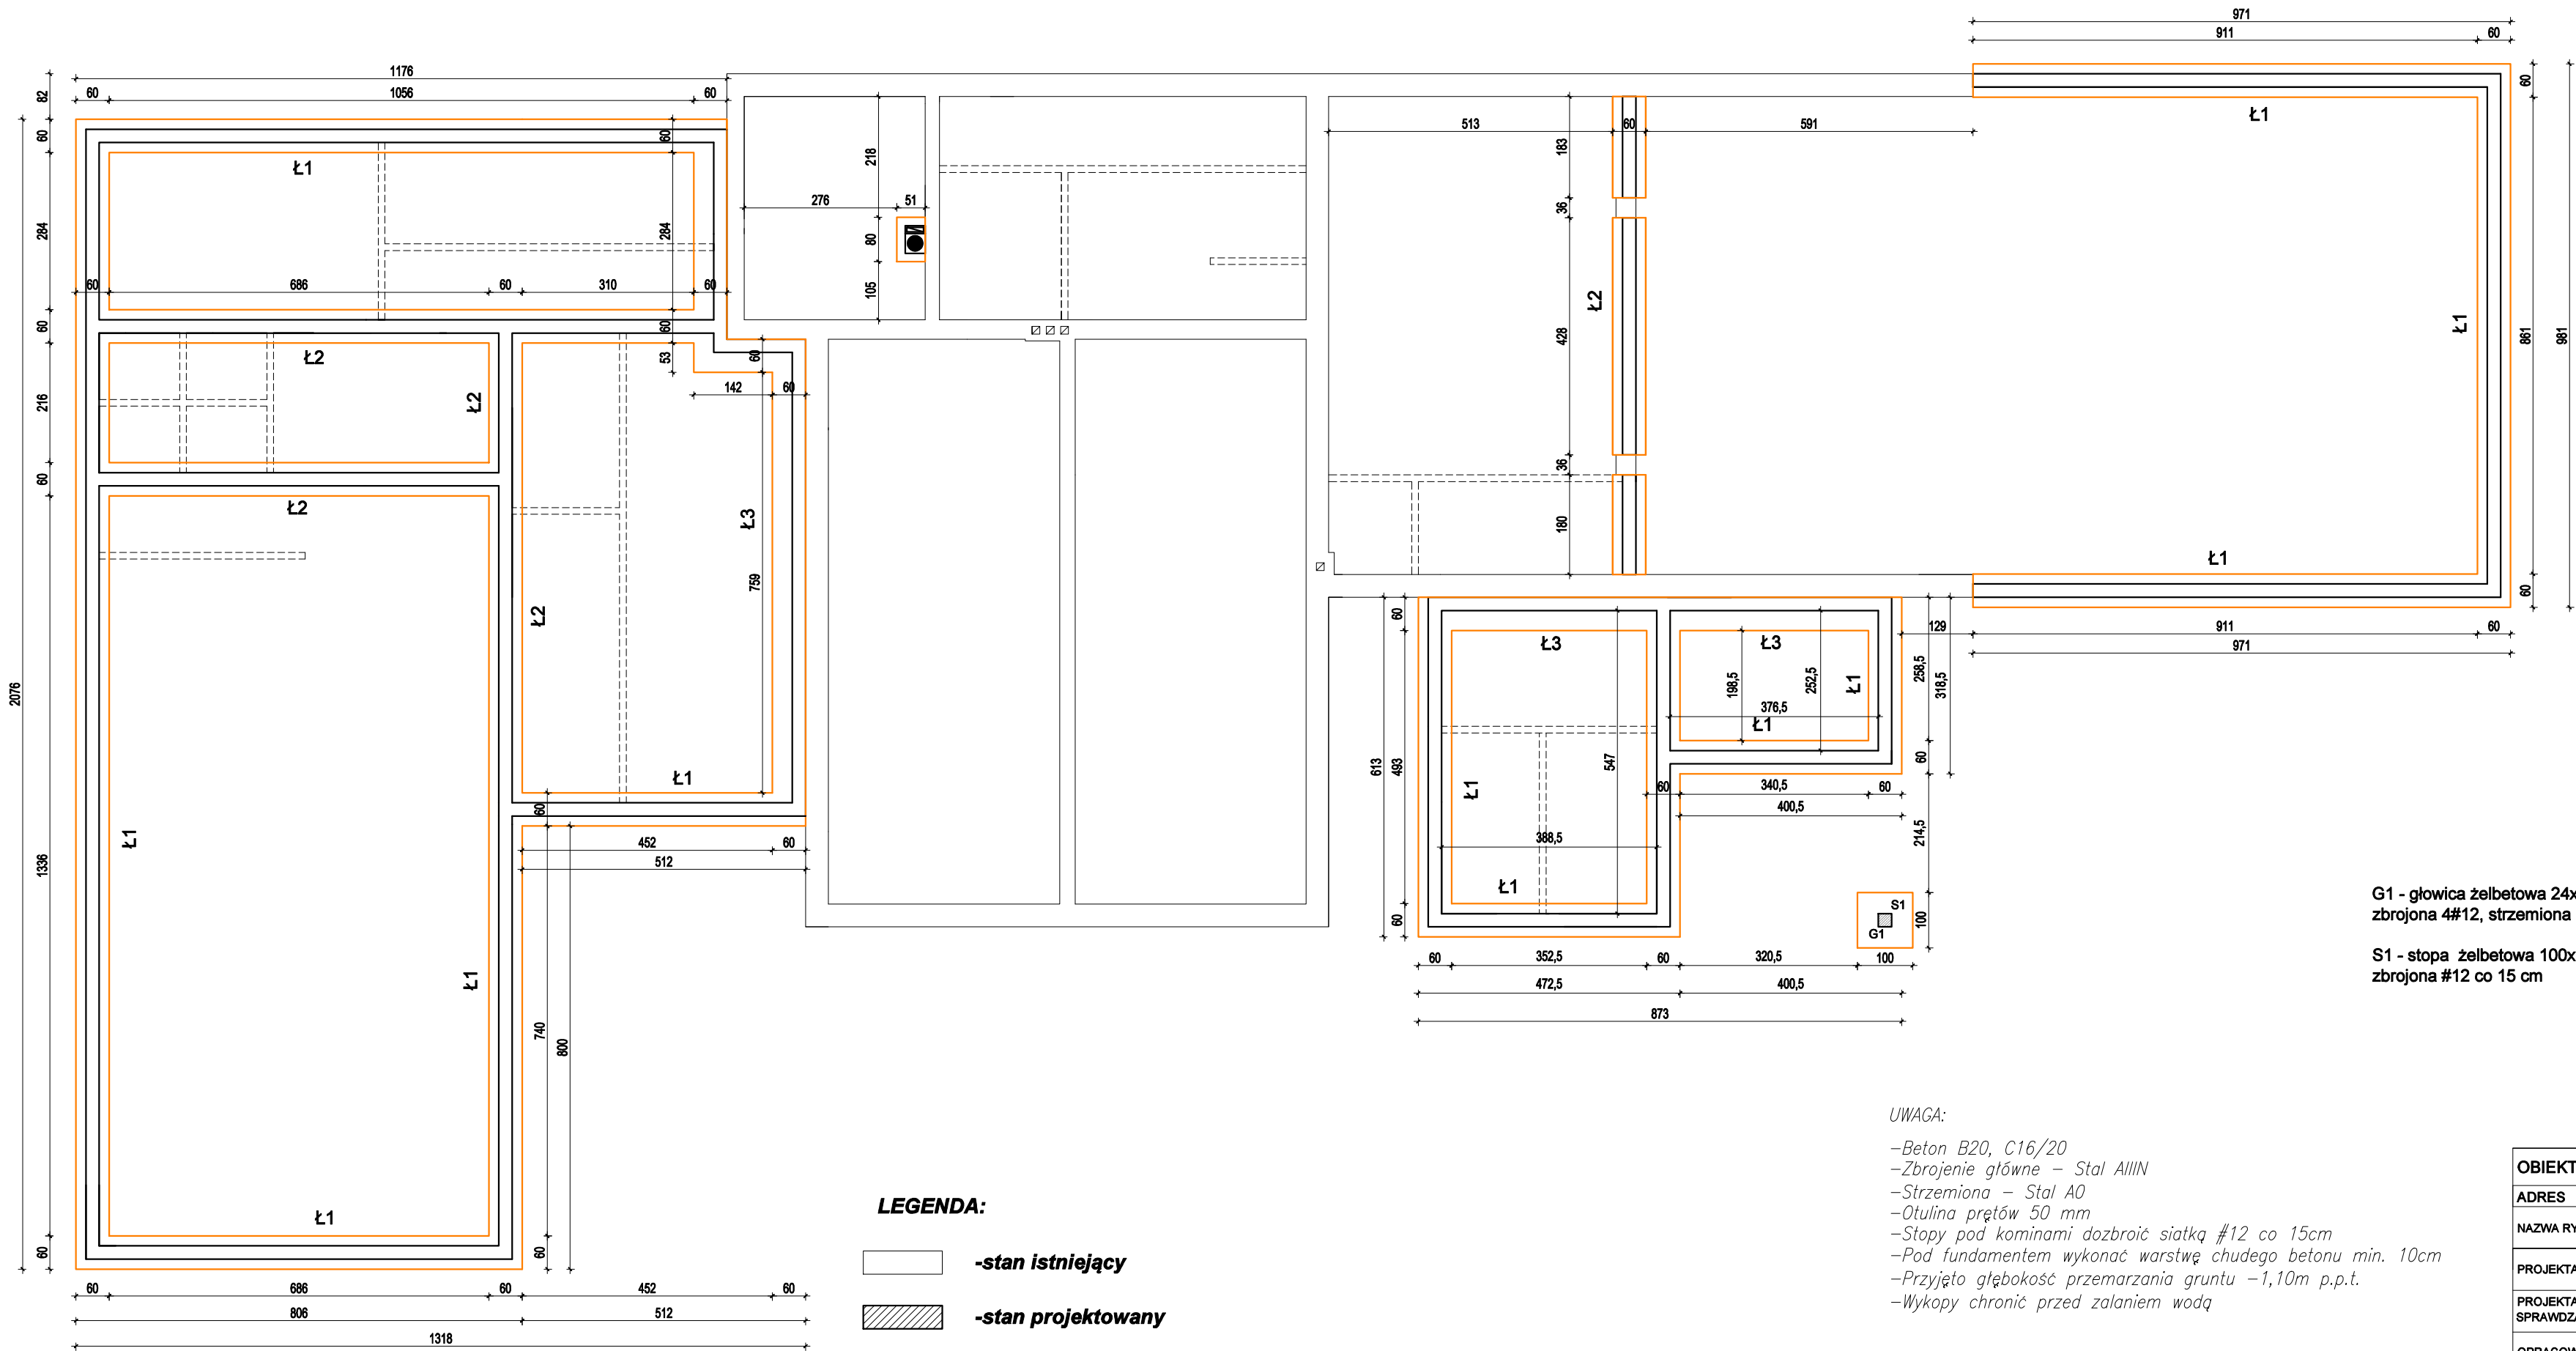 971
911
60
1176
60
1056
60
82
60
284
60
216
60
1336
60
2076
Ł1
60
284
60
53
60
686
60
310
60
Ł2
Ł2
142
60
60
759
Ł3
Ł2
Ł2
Ł1
Ł1
Ł1
Ł1
60
452
60
512
740
800
60
60
686
60
452
60
806
512
1318
276
51
218
80
105
513
60
591
183
36
428
36
180
Ł2
Ł1
Ł1
Ł1
60
861
981
60
911
60
971
129
613
60
493
60
Ł3
Ł3
Ł1
Ł1
Ł1
Ł1
198,5
252,5
376,5
547
388,5
258,5
318,5
60
214,5
100
60
340,5
60
400,5
S1
G1
60
352,5
60
320,5
100
472,5
400,5
873
G1 - głowica żelbetowa 24x
zbrojona 4#12, strzemiona
S1 - stopa żelbetowa 100x
zbrojona #12 co 15 cm
UWAGA:
-Beton B20, C16/20
-Zbrojenie główne - Stal AIIIN
-Strzemiona - Stal A0
-Otulina prętów 50 mm
-Stopy pod kominami dozbroić siatką #12 co 15cm
-Pod fundamentem wykonać warstwę chudego betonu min. 10cm
-Przyjęto głębokość przemarzania gruntu -1,10m p.p.t.
-Wykopy chronić przed zalaniem wodą
LEGENDA:
-stan istniejący
-stan projektowany
OBIEKT
ADRES
NAZWA RY
PROJEKTA
PROJEKTA
SPRAWDZA